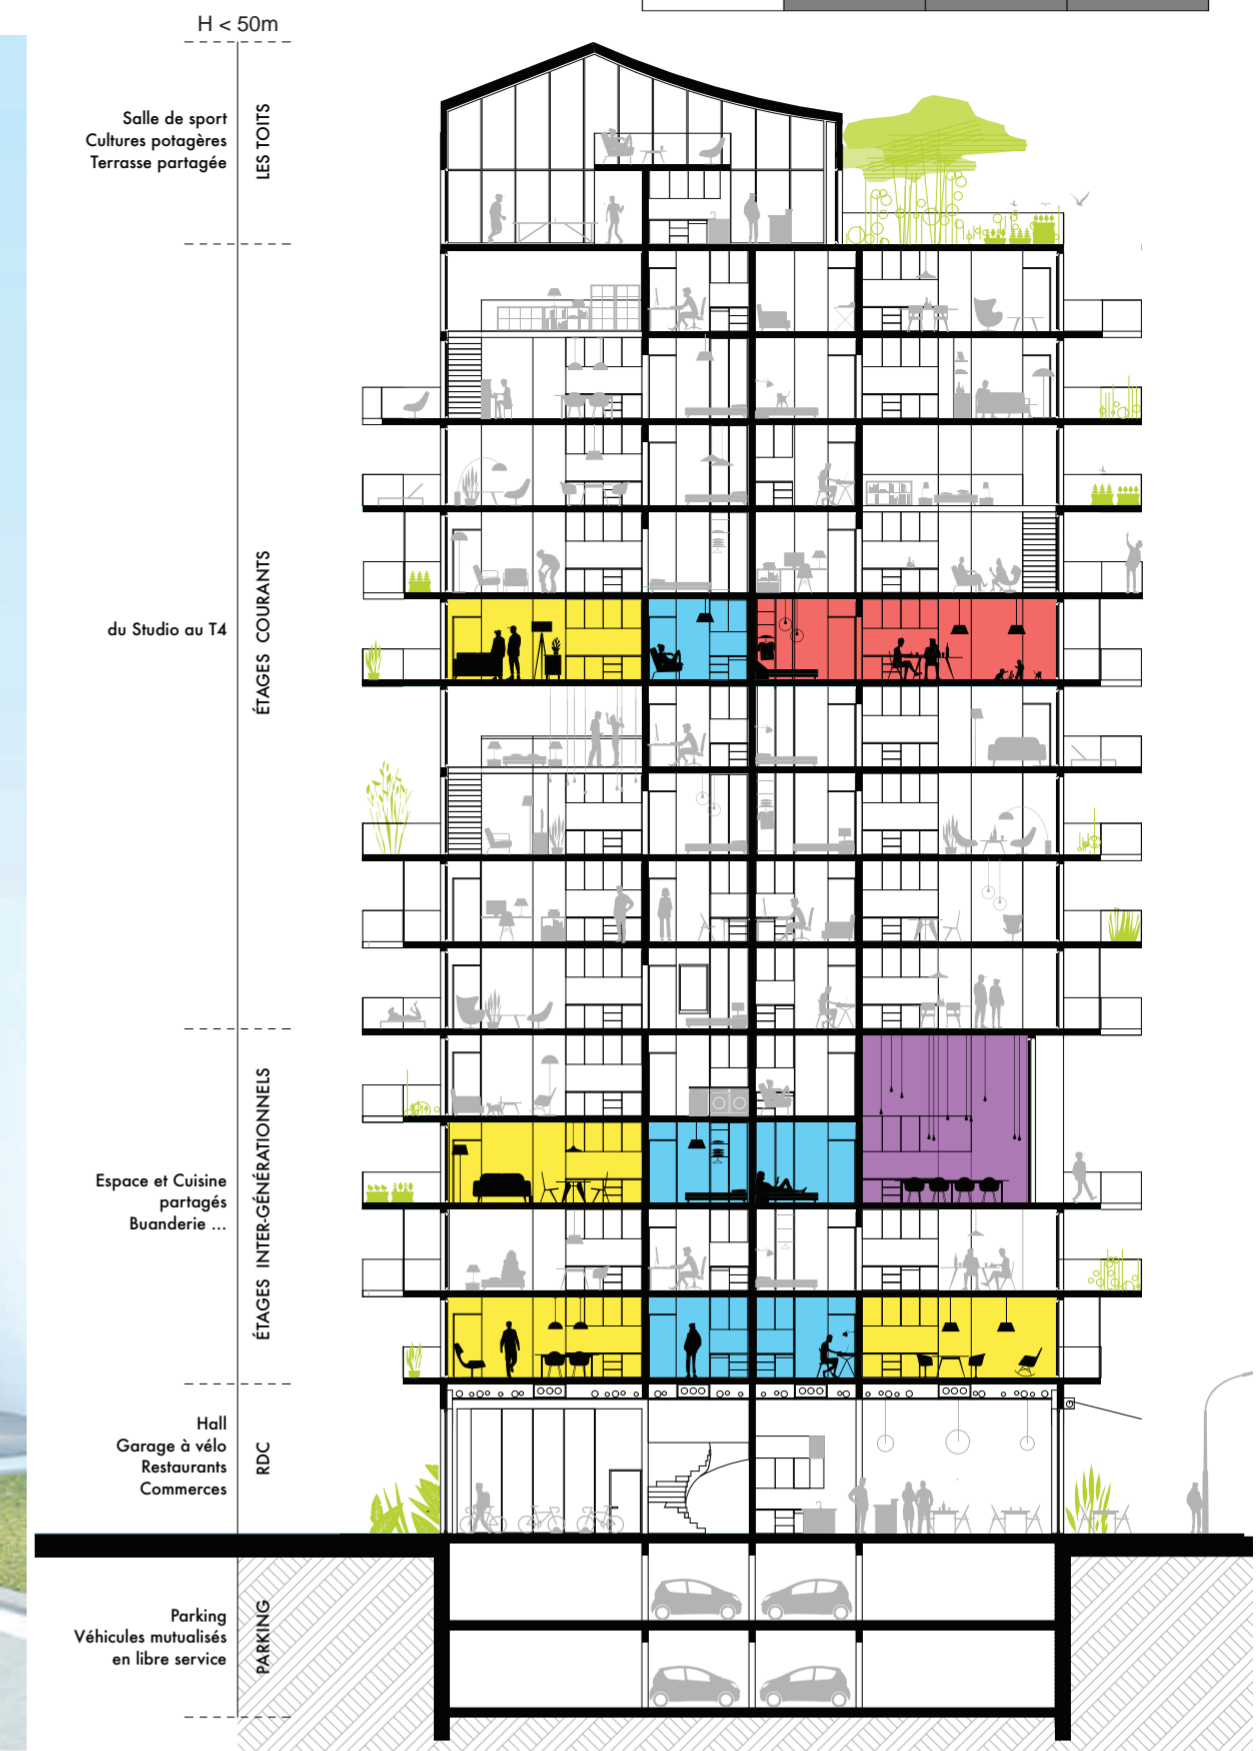 H < 50m
Salle de sport
Cultures potagères
Terrasse partagée
LES TOITS
du Studio au T4
ÉTAGES COURANTS
Espace et Cuisine
partagés
Buanderie ...
ÉTAGES INTER-GÉNÉRATIONNELS
Hall
Garage à vélo
Restaurants
Commerces
RDC
Parking
Véhicules mutualisés
en libre service
PARKING